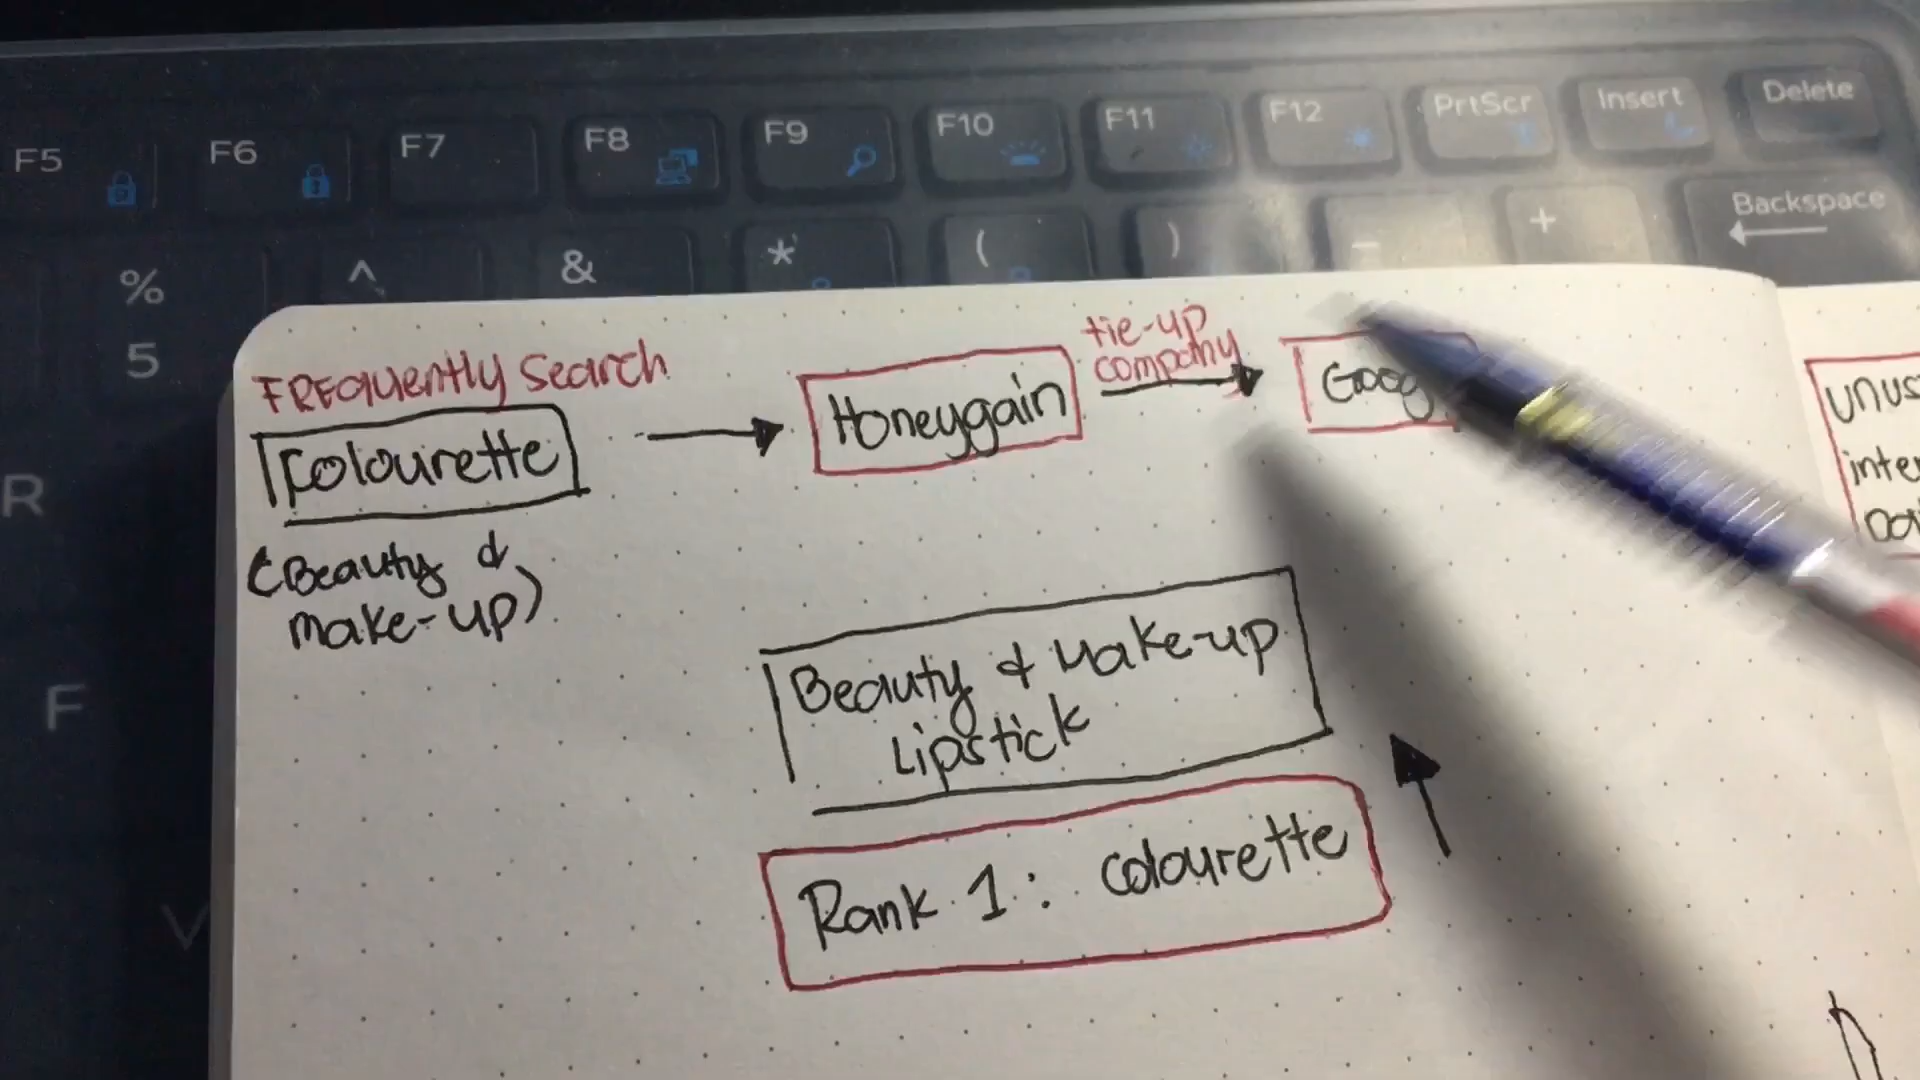 F5
F6
F7
F8
F9
F10
F11
F12
PrtScr
Insert
Delete
%
5
^
&
*
(
)
-
+
Backspace
R
F
V
FREquently search
Colourette
(Beauty &
make-up)
Honeygain
tie-up
company
Beauty & Make-up
Lipstick
Rank 1: Colourette